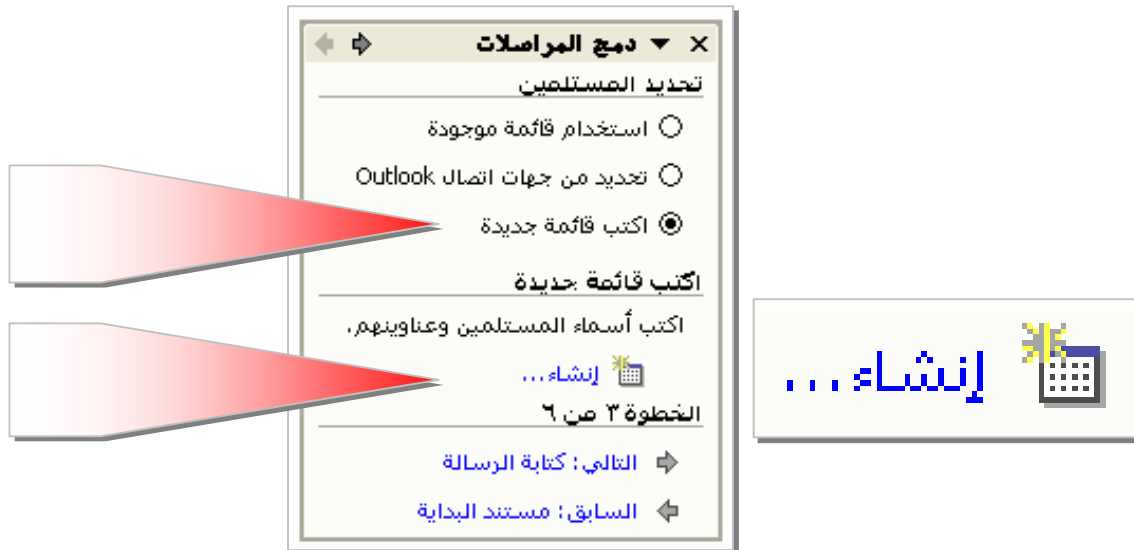 دمج المراسلات
تحديد المستلمين
استخدام قائمة موجودة
تحديد من جهات اتصال Outlook
اكتب قائمة جديدة
اكتب قائمة جديدة
اكتب أسماء المستلمين وعناوينهم.
إنشاء...
الخطوة ٣ من ٦
التالي: كتابة الرسالة
السابق: مستند البداية
إنشاء...